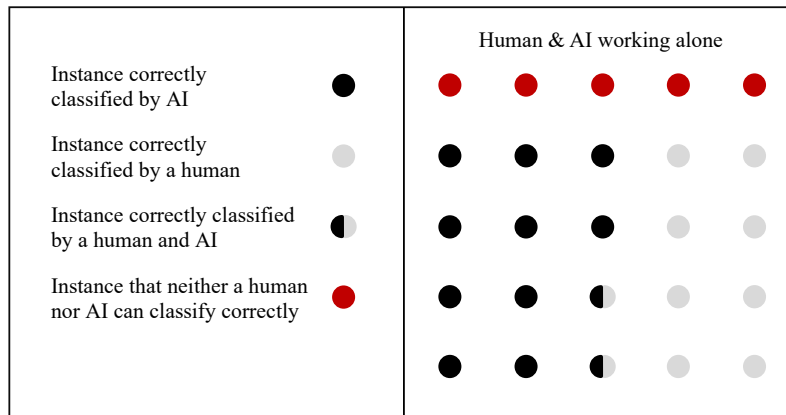 Human & AI working alone
Instance correctly
classified by AI
Instance correctly
classified by a human
Instance correctly classified
by a human and AI
Instance that neither a human
nor AI can classify correctly